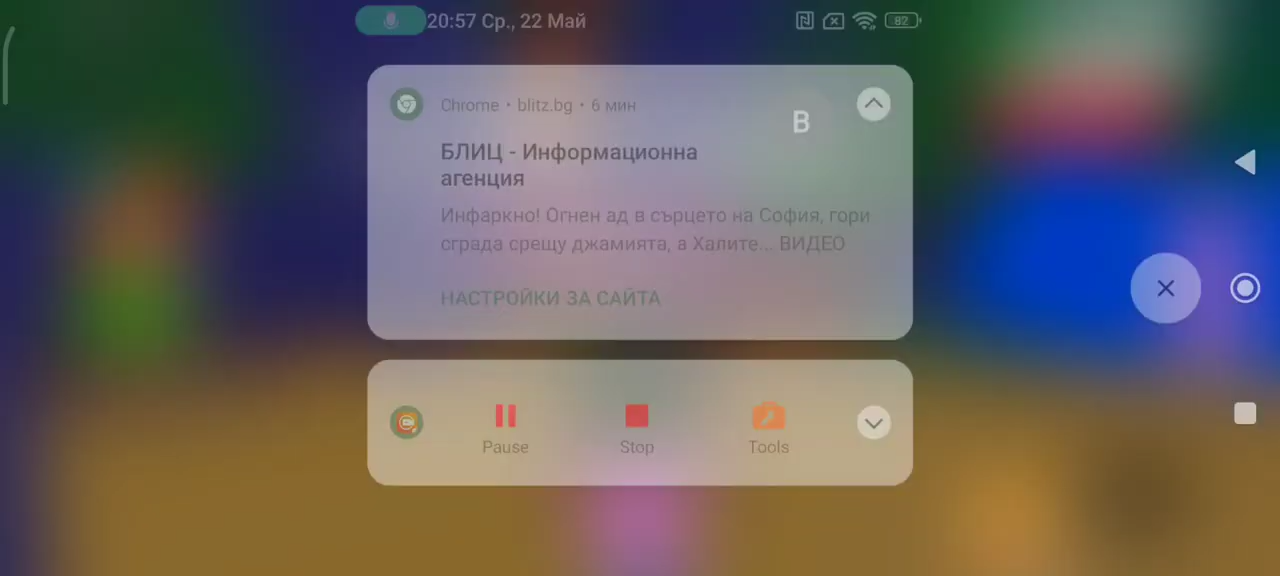 20:57 Ср., 22 Май
82
Chrome • blitz.bg • 6 мин
B
БЛИЦ - Информационна
агенция
Инфаркно! Огнен ад в сърцето на София, гори
сграда срещу джамията, а Халите... ВИДЕО
НАСТРОЙКИ ЗА САЙТА
Pause
Stop
Tools